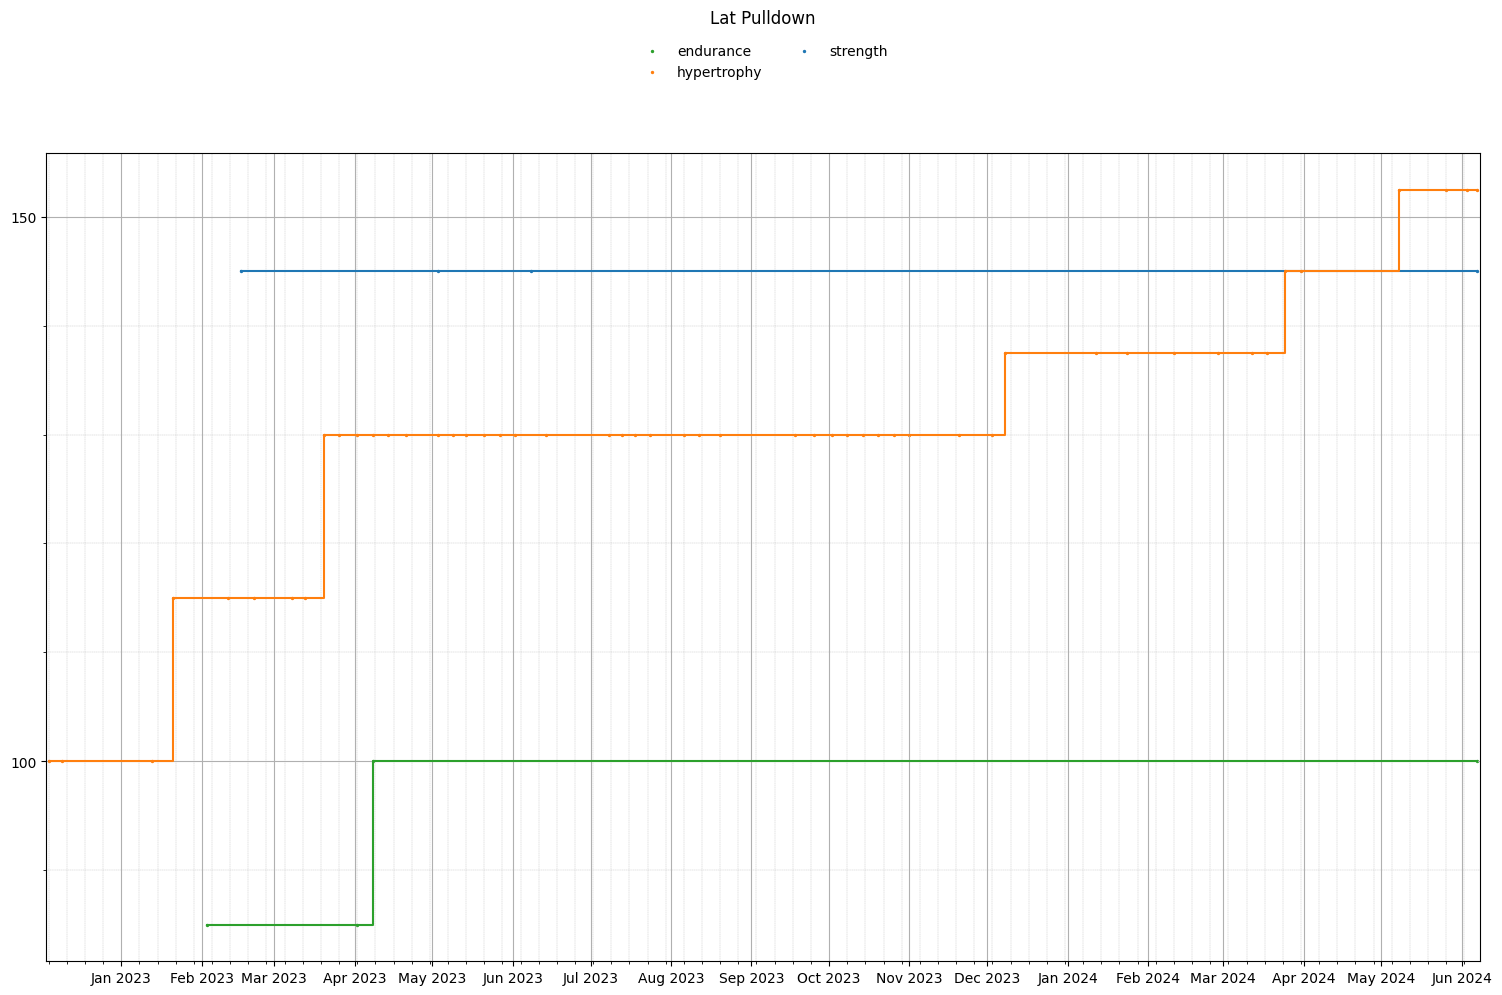 Lat Pulldown
endurance strength
hypertrophy
150
100
Jan 2023 Feb 2023 Mar 2023 Apr 2023 May 2023 Jun 2023 Jul 2023 Aug 2023 Sep 2023 Oct 2023 Nov 2023 Dec 2023 Jan 2024 Feb 2024 Mar 2024 Apr 2024 May 2024 Jun 2024